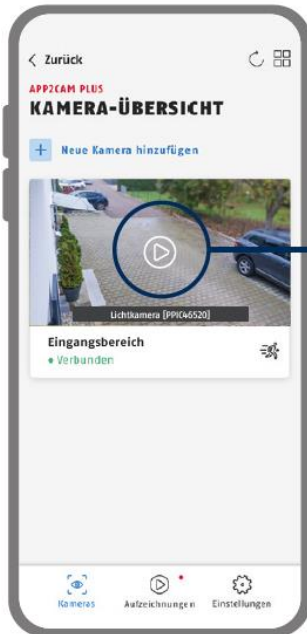 Zurück
APP2CAM PLUS
KAMERA-ÜBERSICHT
Neue Kamera hinzufügen
Lichtkamera [PPIC46520]
Eingangsbereich
Verbunden
Kameras Aufzeichnungen Einstellungen